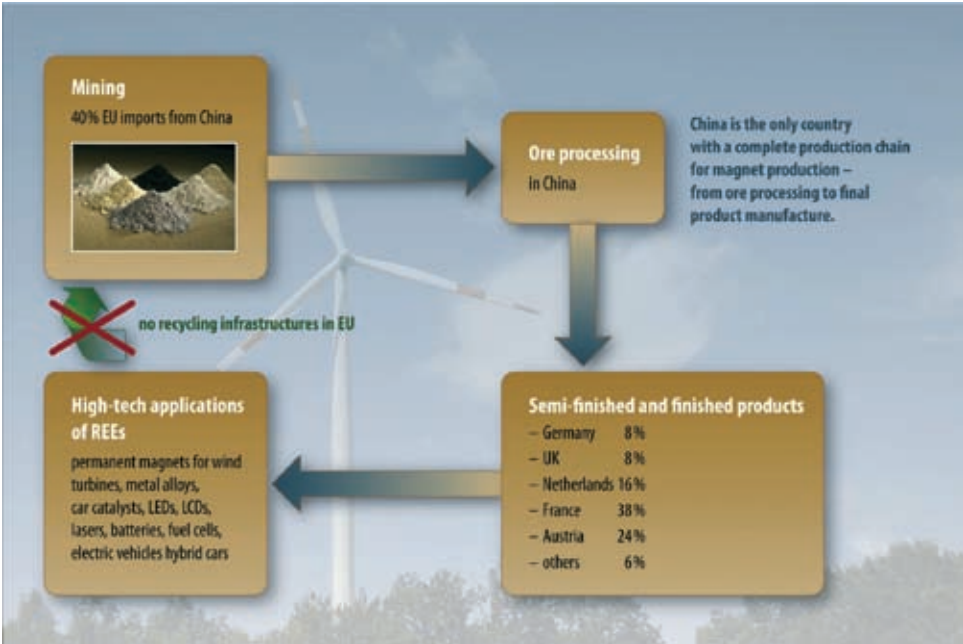 Mining
40% EU imports from China
Ore processing
in China
China is the only country
with a complete production chain
for magnet production –
from ore processing to final
product manufacture.
no recycling infrastructures in EU
High-tech applications
of REEs
permanent magnets for wind
turbines, metal alloys,
car catalysts, LEDs, LCDs,
lasers, batteries, fuel cells,
electric vehicles hybrid cars
Semi-finished and finished products
– Germany 8%
– UK 8%
– Netherlands 16%
– France 38%
– Austria 24%
– others 6%